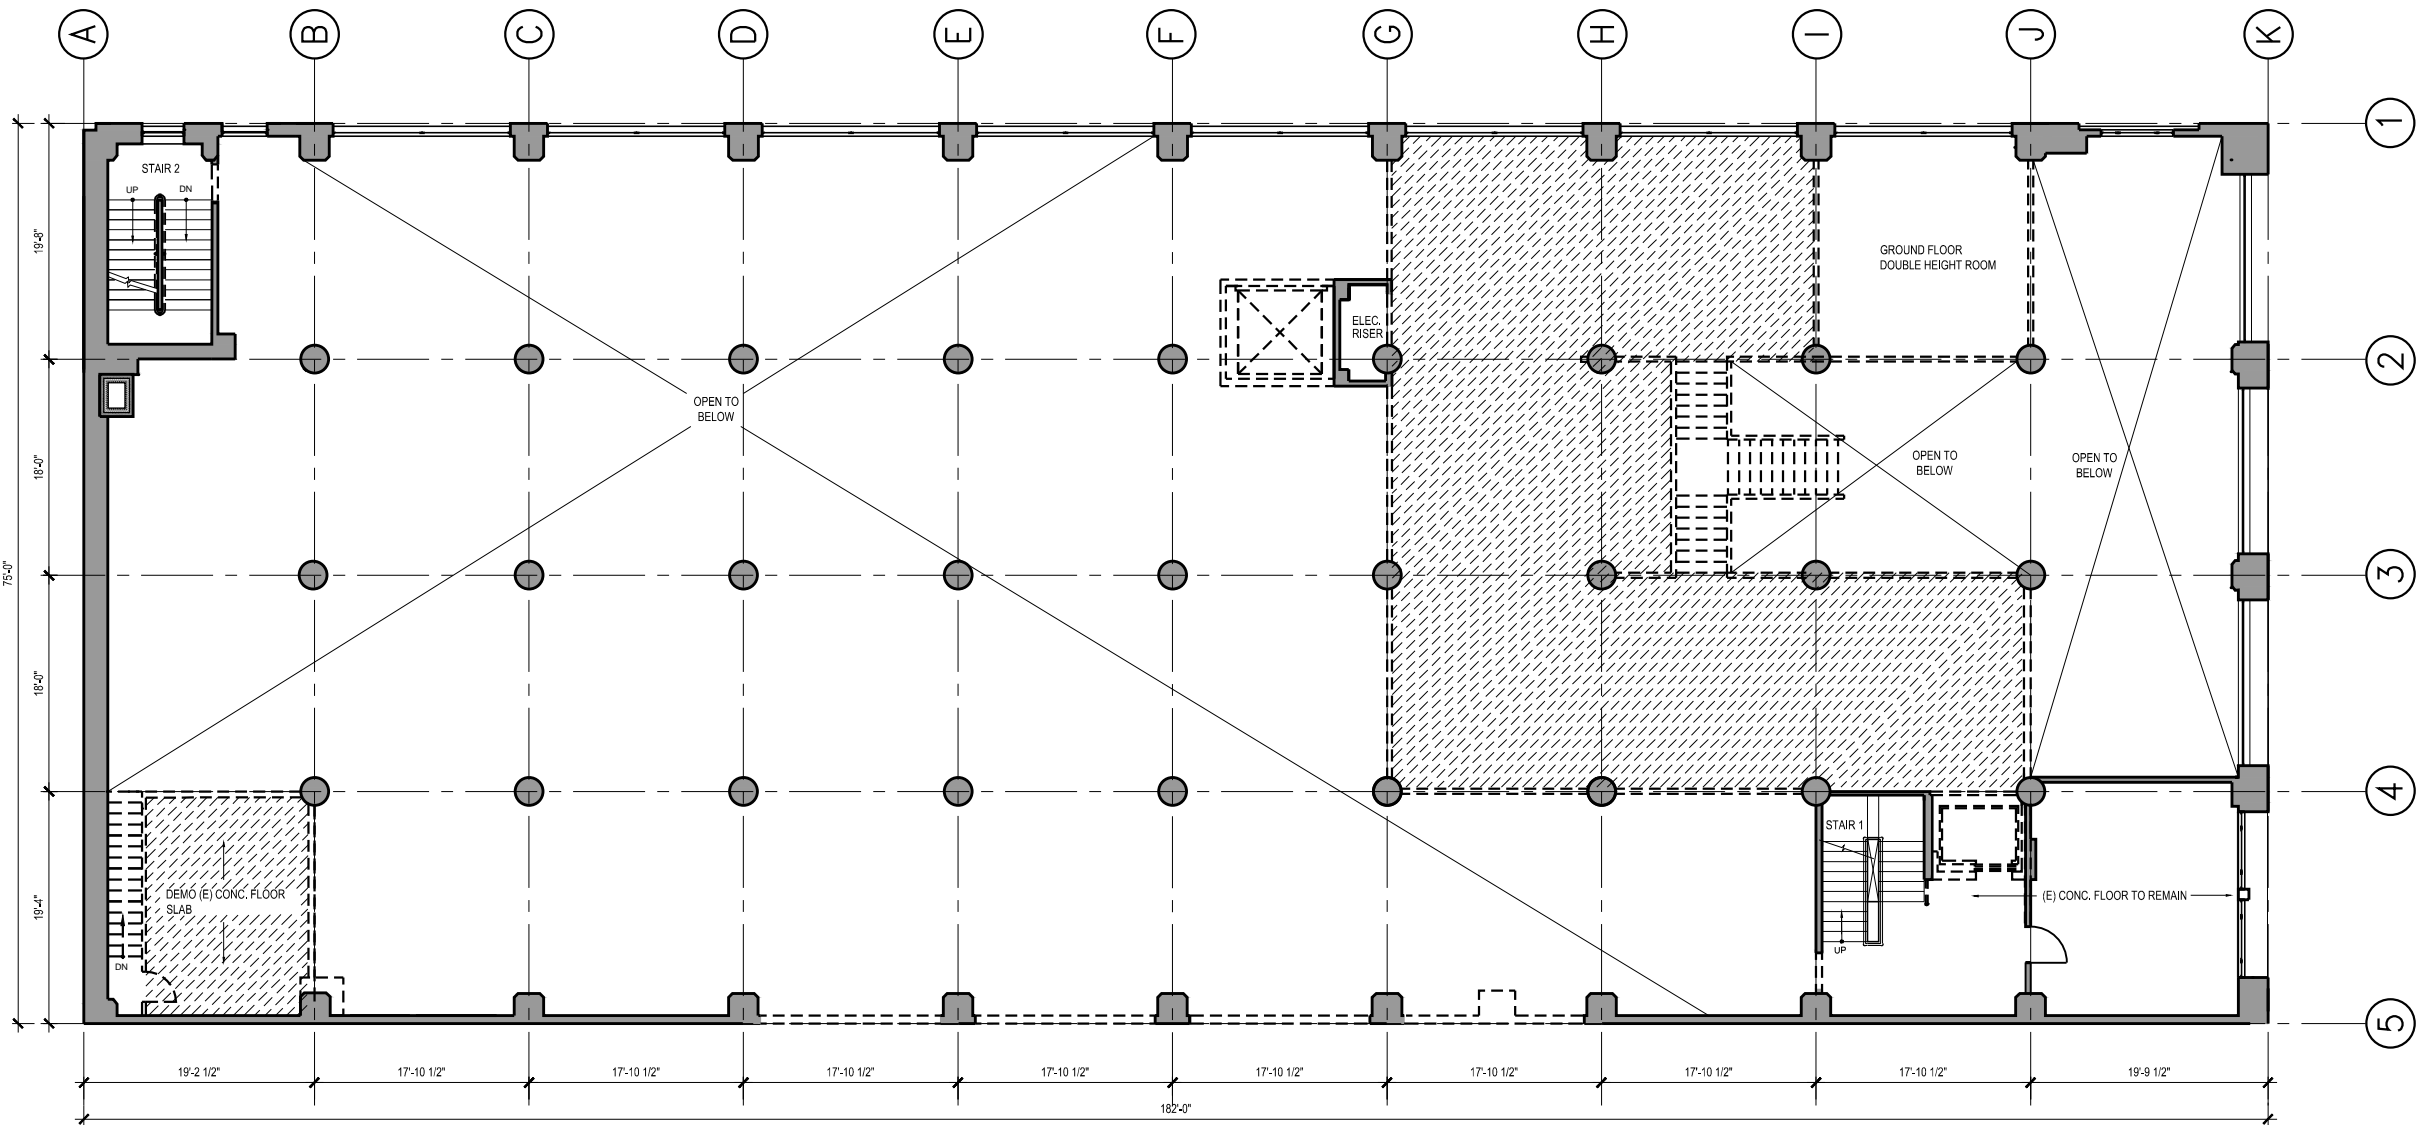 A
B
C
D
E
F
G
H
I
J
K
1
2
3
4
5
STAIR 2
UP
DN
GROUND FLOOR
DOUBLE HEIGHT ROOM
ELEC.
RISER
OPEN TO
BELOW
OPEN TO
BELOW
OPEN TO
BELOW
STAIR 1
UP
DEMO (E) CONC. FLOOR
SLAB
DN
(E) CONC. FLOOR TO REMAIN
19'-8"
18'-0"
18'-0"
19'-4"
75'-0"
19'-2 1/2"
17'-10 1/2"
17'-10 1/2"
17'-10 1/2"
17'-10 1/2"
17'-10 1/2"
17'-10 1/2"
17'-10 1/2"
17'-10 1/2"
19'-9 1/2"
182'-0"